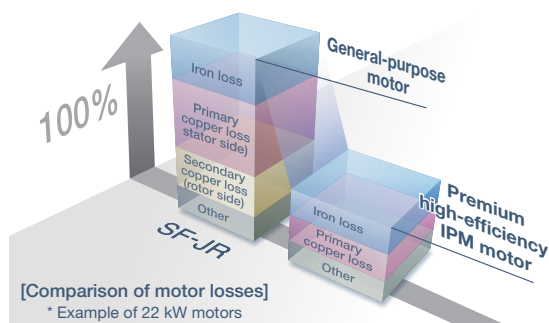 100%
General-purpose
motor
Iron loss
Primary
copper loss
stator side)
Secondary
copper loss
(rotor side)
Other
SF-JR
Premium
high-efficiency
IPM motor
Iron loss
Primary
copper loss
Other
[Comparison of motor losses]
* Example of 22 kW motors